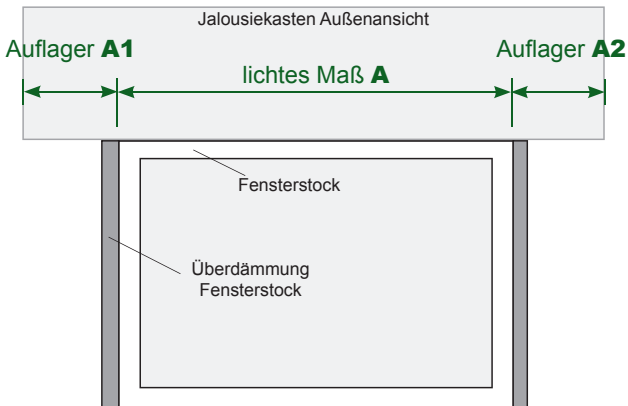 Jalousiekasten Außenansicht
Auflager A1
Auflager A2
lichtes Maß A
Fensterstock
Überdämmung
Fensterstock